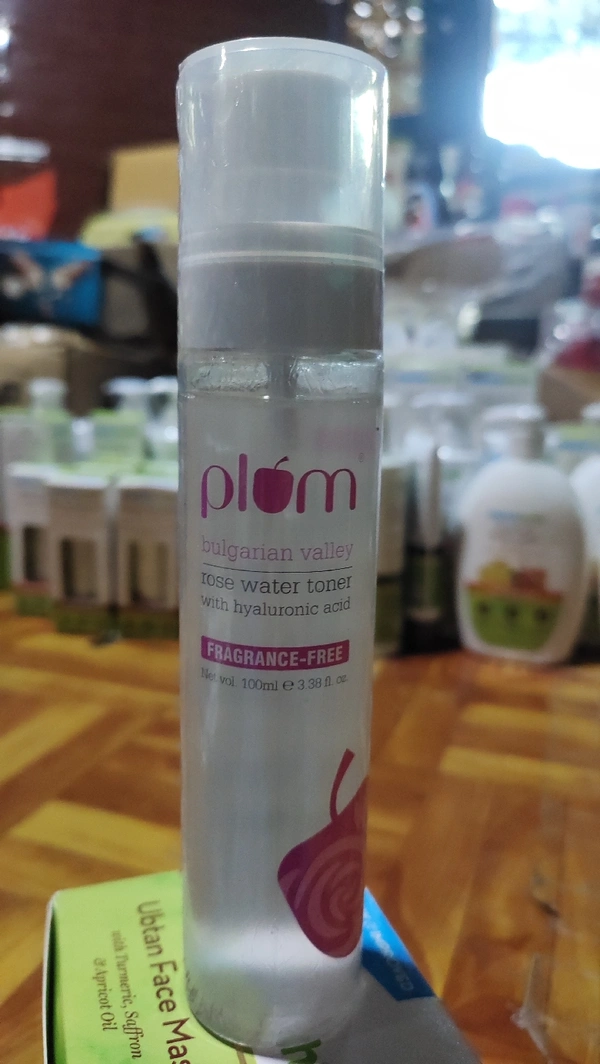 plum
bulgarian valley
rose water toner
with hyaluronic acid
FRAGRANCE-FREE
Net vol. 100ml ℮ 3.38 fl. oz.
Ubtan Face Mas
with Turmeric, Saffron
& Apricot Oil